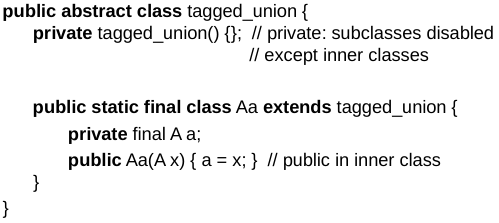 public abstract class tagged_union {
private tagged_union() {};  // private: subclasses disabled
// except inner classes
public static final class Aa extends tagged_union {
private final A a;
public Aa(A x) { a = x; }  // public in inner class
}
}